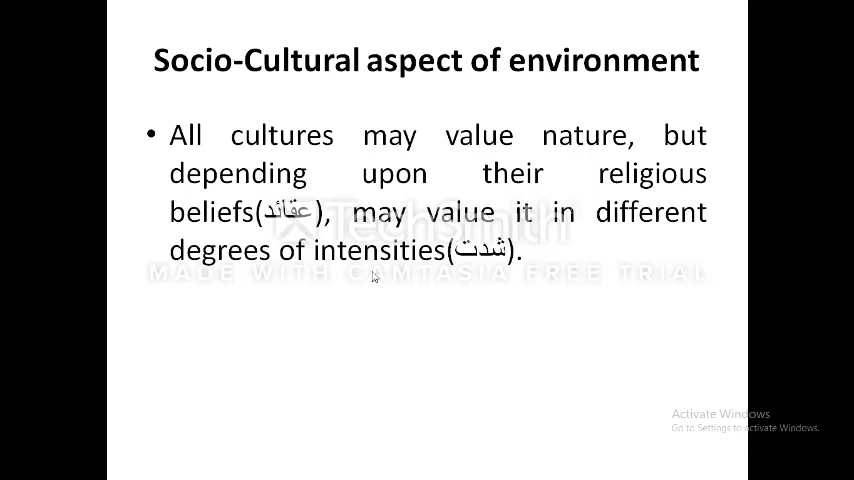 Socio-Cultural aspect of environment
• All cultures may value nature, but
depending upon their religious
beliefs(عقائد), may value it in different
degrees of intensities(شدت).
TechSmith
MADE WITH CAMTASIA FREE TRIAL
Activate Windows
Go to Settings to activate Windows.